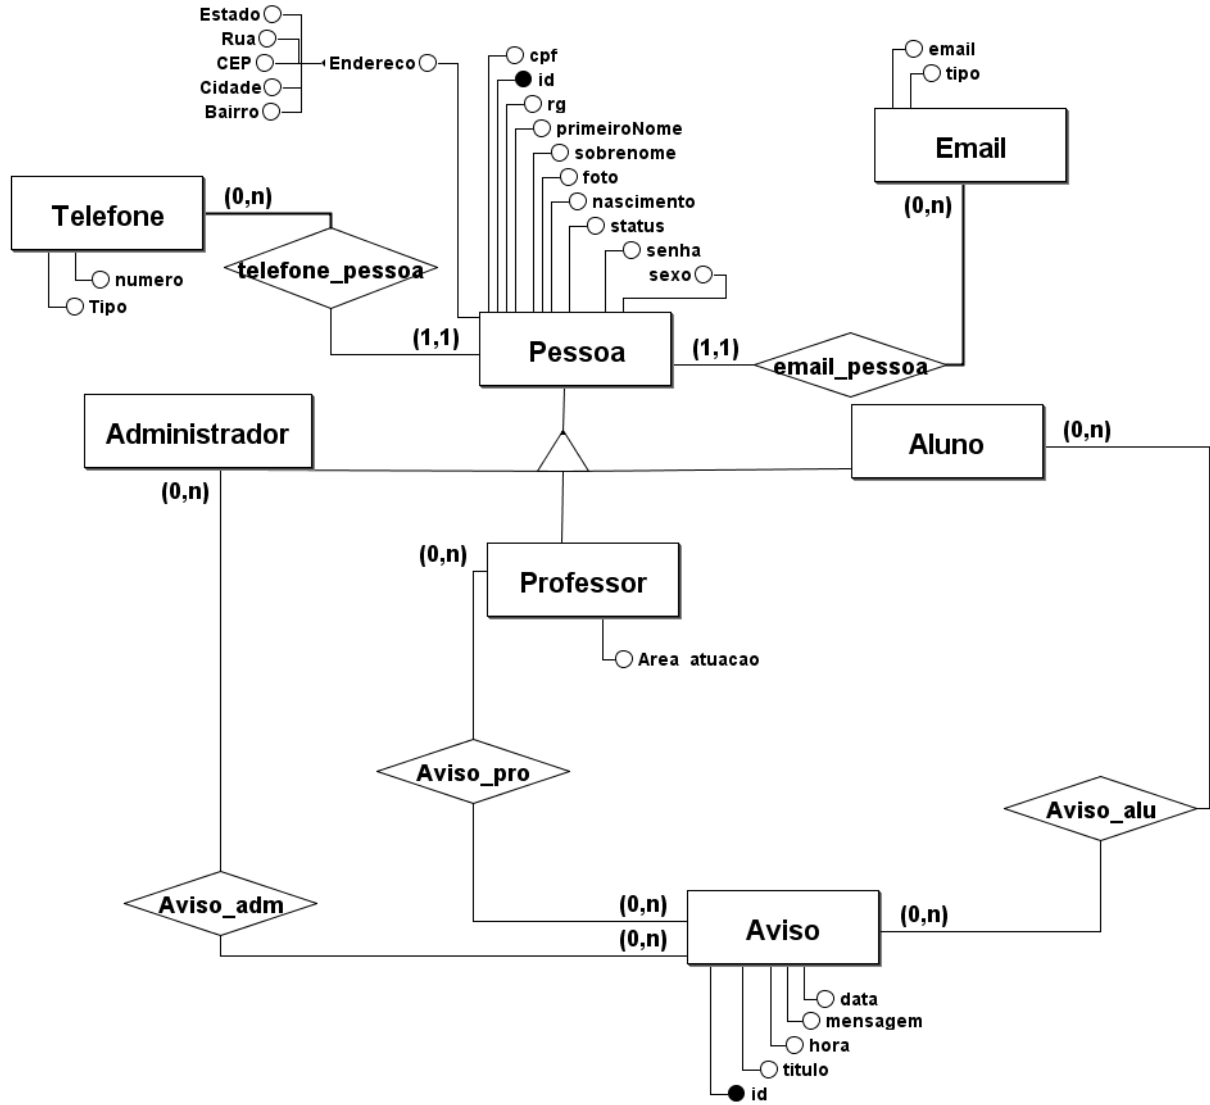 Estado
Rua
CEP
Cidade
Bairro
Endereco
cpf
id
rg
primeiroNome
sobrenome
foto
nascimento
status
senha
sexo
email
tipo
Email
(0,n)
Telefone
(0,n)
numero
Tipo
telefone_pessoa
(1,1)
Pessoa
(1,1)
email_pessoa
Administrador
(0,n)
Aluno
(0,n)
(0,n)
Professor
Area atuacao
Aviso_pro
Aviso_alu
Aviso_adm
(0,n)
(0,n)
Aviso
(0,n)
data
mensagem
hora
titulo
id